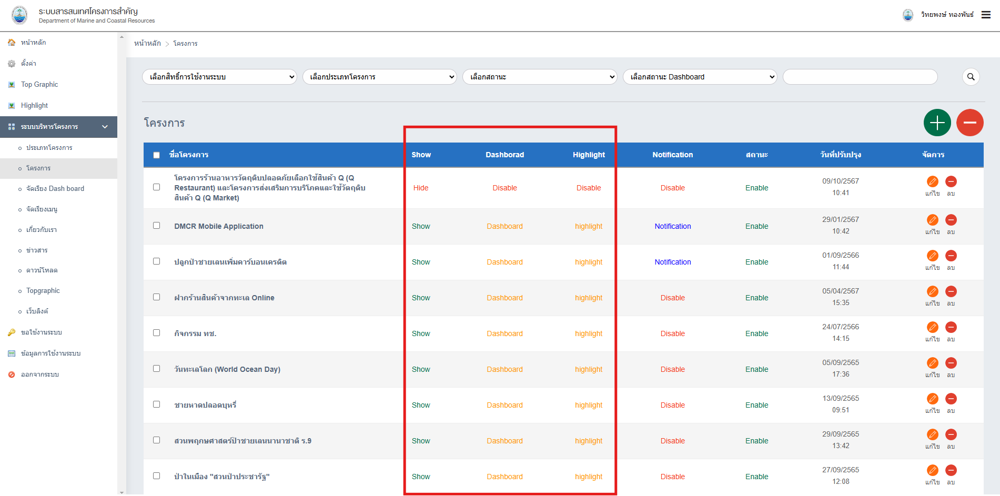 ระบบสารสนเทศโครงการสำคัญ
Department of Marine and Coastal Resources
วิทยพงษ์ ทองพันธ์
หน้าหลัก
ตั้งค่า
Top Graphic
Highlight
ระบบบริหารโครงการ
ประเภทโครงการ
โครงการ
จัดเรียง Dash board
จัดเรียงเมนู
เกี่ยวกับเรา
ข่าวสาร
ดาวน์โหลด
Topgraphic
เว็บลิงค์
ขอใช้งานระบบ
ข้อมูลการใช้งานระบบ
ออกจากระบบ
หน้าหลัก > โครงการ
เลือกสิทธิ์การใช้งานระบบ เลือกประเภทโครงการ เลือกสถานะ เลือกสถานะ Dashboard
โครงการ
ชื่อโครงการ Show Dashborad Highlight Notification สถานะ วันที่ปรับปรุง จัดการ
โครงการร้านอาหารวัตถุดิบปลอดภัยเลือกใช้สินค้า Q (Q
Restaurant) และโครงการส่งเสริมการบริโภคและใช้วัตถุดิบ
สินค้า Q (Q Market)
Hide Disable Disable Disable Enable 09/10/2567
10:41 แก้ไข ลบ
DMCR Mobile Application Show Dashboard highlight Notification Enable 29/01/2567
10:42 แก้ไข ลบ
ปลูกป่าชายเลนเพิ่มคาร์บอนเครดิต Show Dashboard highlight Notification Enable 01/09/2566
11:44 แก้ไข ลบ
ฝากร้านสินค้าจากทะเล Online Show Dashboard highlight Disable Enable 05/04/2567
15:35 แก้ไข ลบ
กิจกรรม ทช. Show Dashboard highlight Disable Enable 24/07/2566
14:15 แก้ไข ลบ
วันทะเลโลก (World Ocean Day) Show Dashboard highlight Disable Enable 05/09/2565
17:36 แก้ไข ลบ
ชายหาดปลอดบุหรี่ Show Dashboard highlight Disable Enable 13/09/2565
09:51 แก้ไข ลบ
สวนพฤกษศาสตร์ป่าชายเลนนานาชาติ ร.9 Show Dashboard highlight Disable Enable 29/09/2565
13:42 แก้ไข ลบ
ป่าในเมือง "สวนป่าประชารัฐ" Show Dashboard highlight Disable Enable 27/09/2565
12:08 แก้ไข ลบ